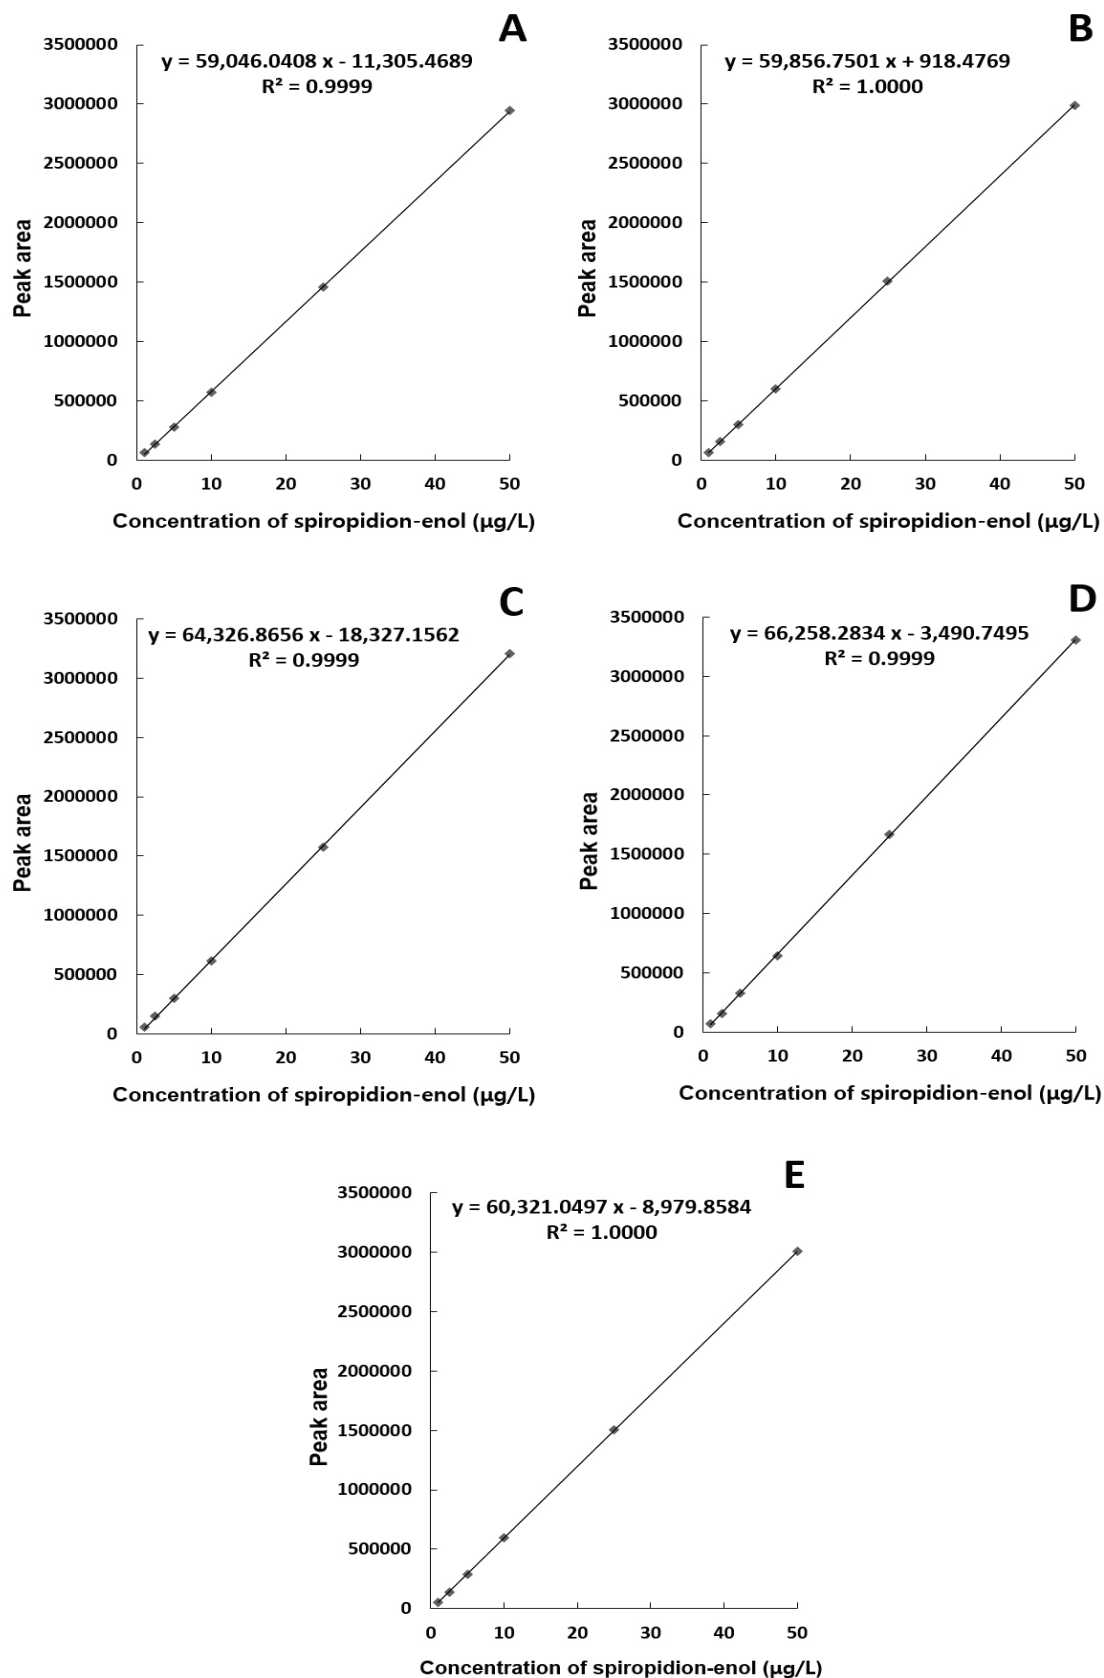 A
y = 59,046.0408 x - 11,305.4689
R² = 0.9999
3500000
3000000
2500000
2000000
1500000
1000000
500000
0
Peak area
0 10 20 30 40 50
Concentration of spiropidion-enol (µg/L)
B
y = 59,856.7501 x + 918.4769
R² = 1.0000
3500000
3000000
2500000
2000000
1500000
1000000
500000
0
Peak area
0 10 20 30 40 50
Concentration of spiropidion-enol (µg/L)
C
y = 64,326.8656 x - 18,327.1562
R² = 0.9999
3500000
3000000
2500000
2000000
1500000
1000000
500000
0
Peak area
0 10 20 30 40 50
Concentration of spiropidion-enol (µg/L)
D
y = 66,258.2834 x - 3,490.7495
R² = 0.9999
3500000
3000000
2500000
2000000
1500000
1000000
500000
0
Peak area
0 10 20 30 40 50
Concentration of spiropidion-enol (µg/L)
E
y = 60,321.0497 x - 8,979.8584
R² = 1.0000
3500000
3000000
2500000
2000000
1500000
1000000
500000
0
Peak area
0 10 20 30 40 50
Concentration of spiropidion-enol (µg/L)